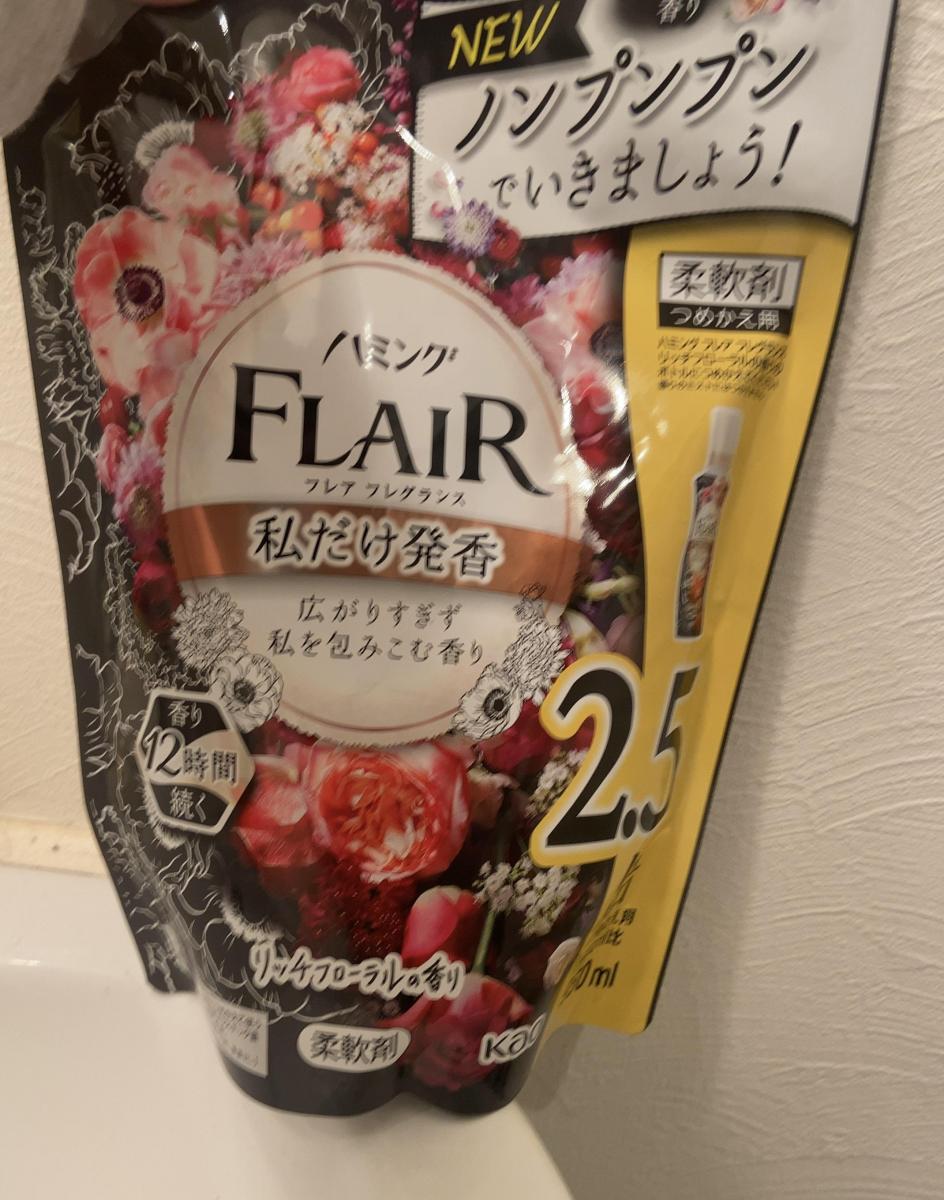 香り
NEW
ノンプンプン
でいきましょう!
柔軟剤
つめかえ用
ハミング
FLAIR
フレア フレグランス
私だけ発香
広がりすぎず
私を包みこむ香り
香り
12時間
続く
2.5
リッチフローラルの香り
柔軟剤